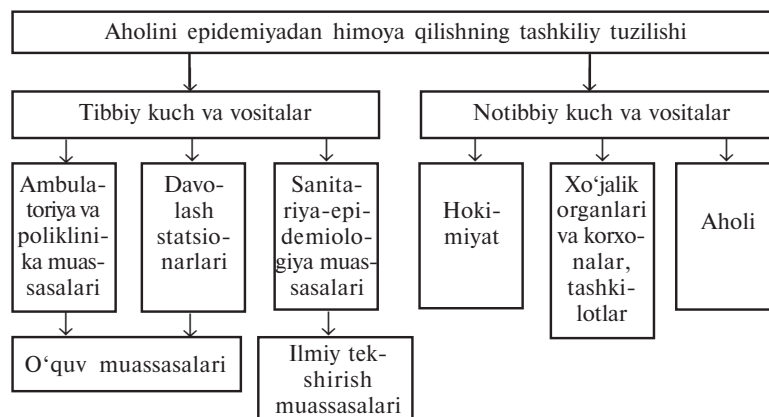 Aholini epidemiyadan himoya qilishning tashkiliy tuzilishi
Tibbiy kuch va vositalar
Notibbiy kuch va vositalar
Ambula-
toriya va
poliklini-
ka muas-
sasalari
Davo-
lash
statsio-
narlari
Sanita-
riya-epi-
demiolo-
giya muas-
sasalari
Hoki-
miyat
Xo‘jalik
organlari
va korxo-
nalar,
tashki-
lotlar
Aholi
O‘quv muassasalari
Ilmiy tek-
shirish
muassasalari